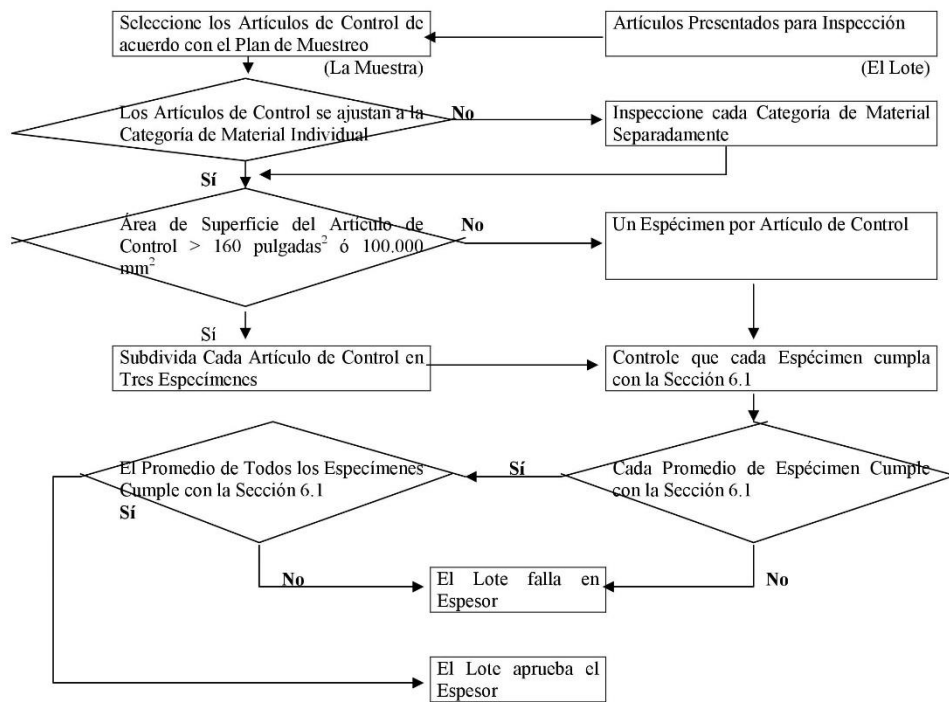 Seleccione los Artículos de Control de
acuerdo con el Plan de Muestreo
Artículos Presentados para Inspección
(La Muestra)
(El Lote)
Los Artículos de Control se ajustan a la
Categoría de Material Individual
No
Inspeccione cada Categoría de Material
Separadamente
Sí
Área de Superficie del Artículo de
Control > 160 pulgadas² ó 100.000
mm²
No
Un Espécimen por Artículo de Control
Sí
Subdivida Cada Artículo de Control en
Tres Especímenes
Controle que cada Espécimen cumpla
con la Sección 6.1
El Promedio de Todos los Especímenes
Cumple con la Sección 6.1
Sí
Sí
Cada Promedio de Espécimen Cumple
con la Sección 6.1
No
El Lote falla en
Espesor
No
El Lote aprueba el
Espesor